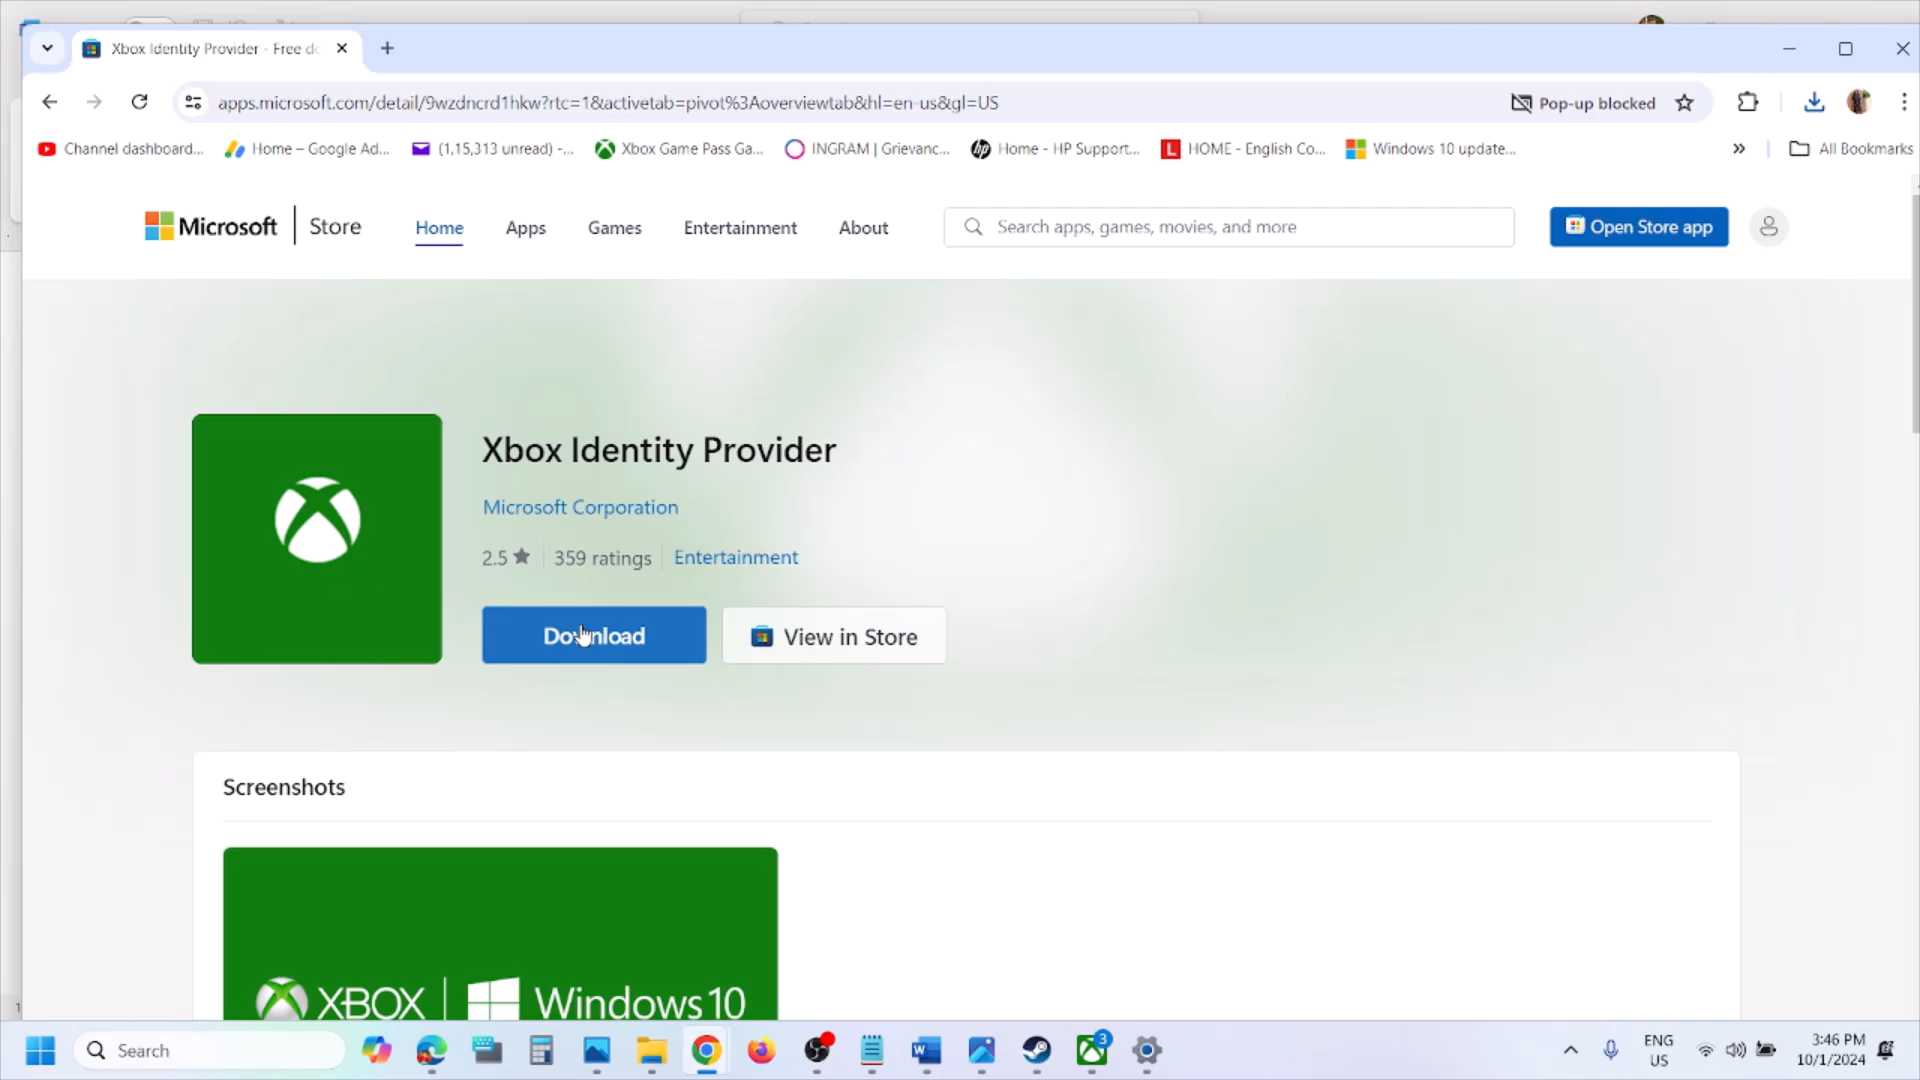 Xbox Identity Provider - Free do
apps.microsoft.com/detail/9wzdncrd1hkw?rtc=1&activetab=pivot%3Aoverviewtab&hl=en-us&gl=US
Pop-up blocked
Channel dashboard...
Home – Google Ad...
(1,15,313 unread) -...
Xbox Game Pass Ga...
INGRAM | Grievanc...
hp
Home - HP Support...
L
HOME - English Co...
Windows 10 update...
»
All Bookmarks
Microsoft
Store
Home
Apps
Games
Entertainment
About
Search apps, games, movies, and more
Open Store app
Xbox Identity Provider
Microsoft Corporation
2.5 ★
359 ratings
Entertainment
Download
View in Store
Screenshots
XBOX
Windows 10
Search
W
3
ENG
US
3:46 PM
10/1/2024